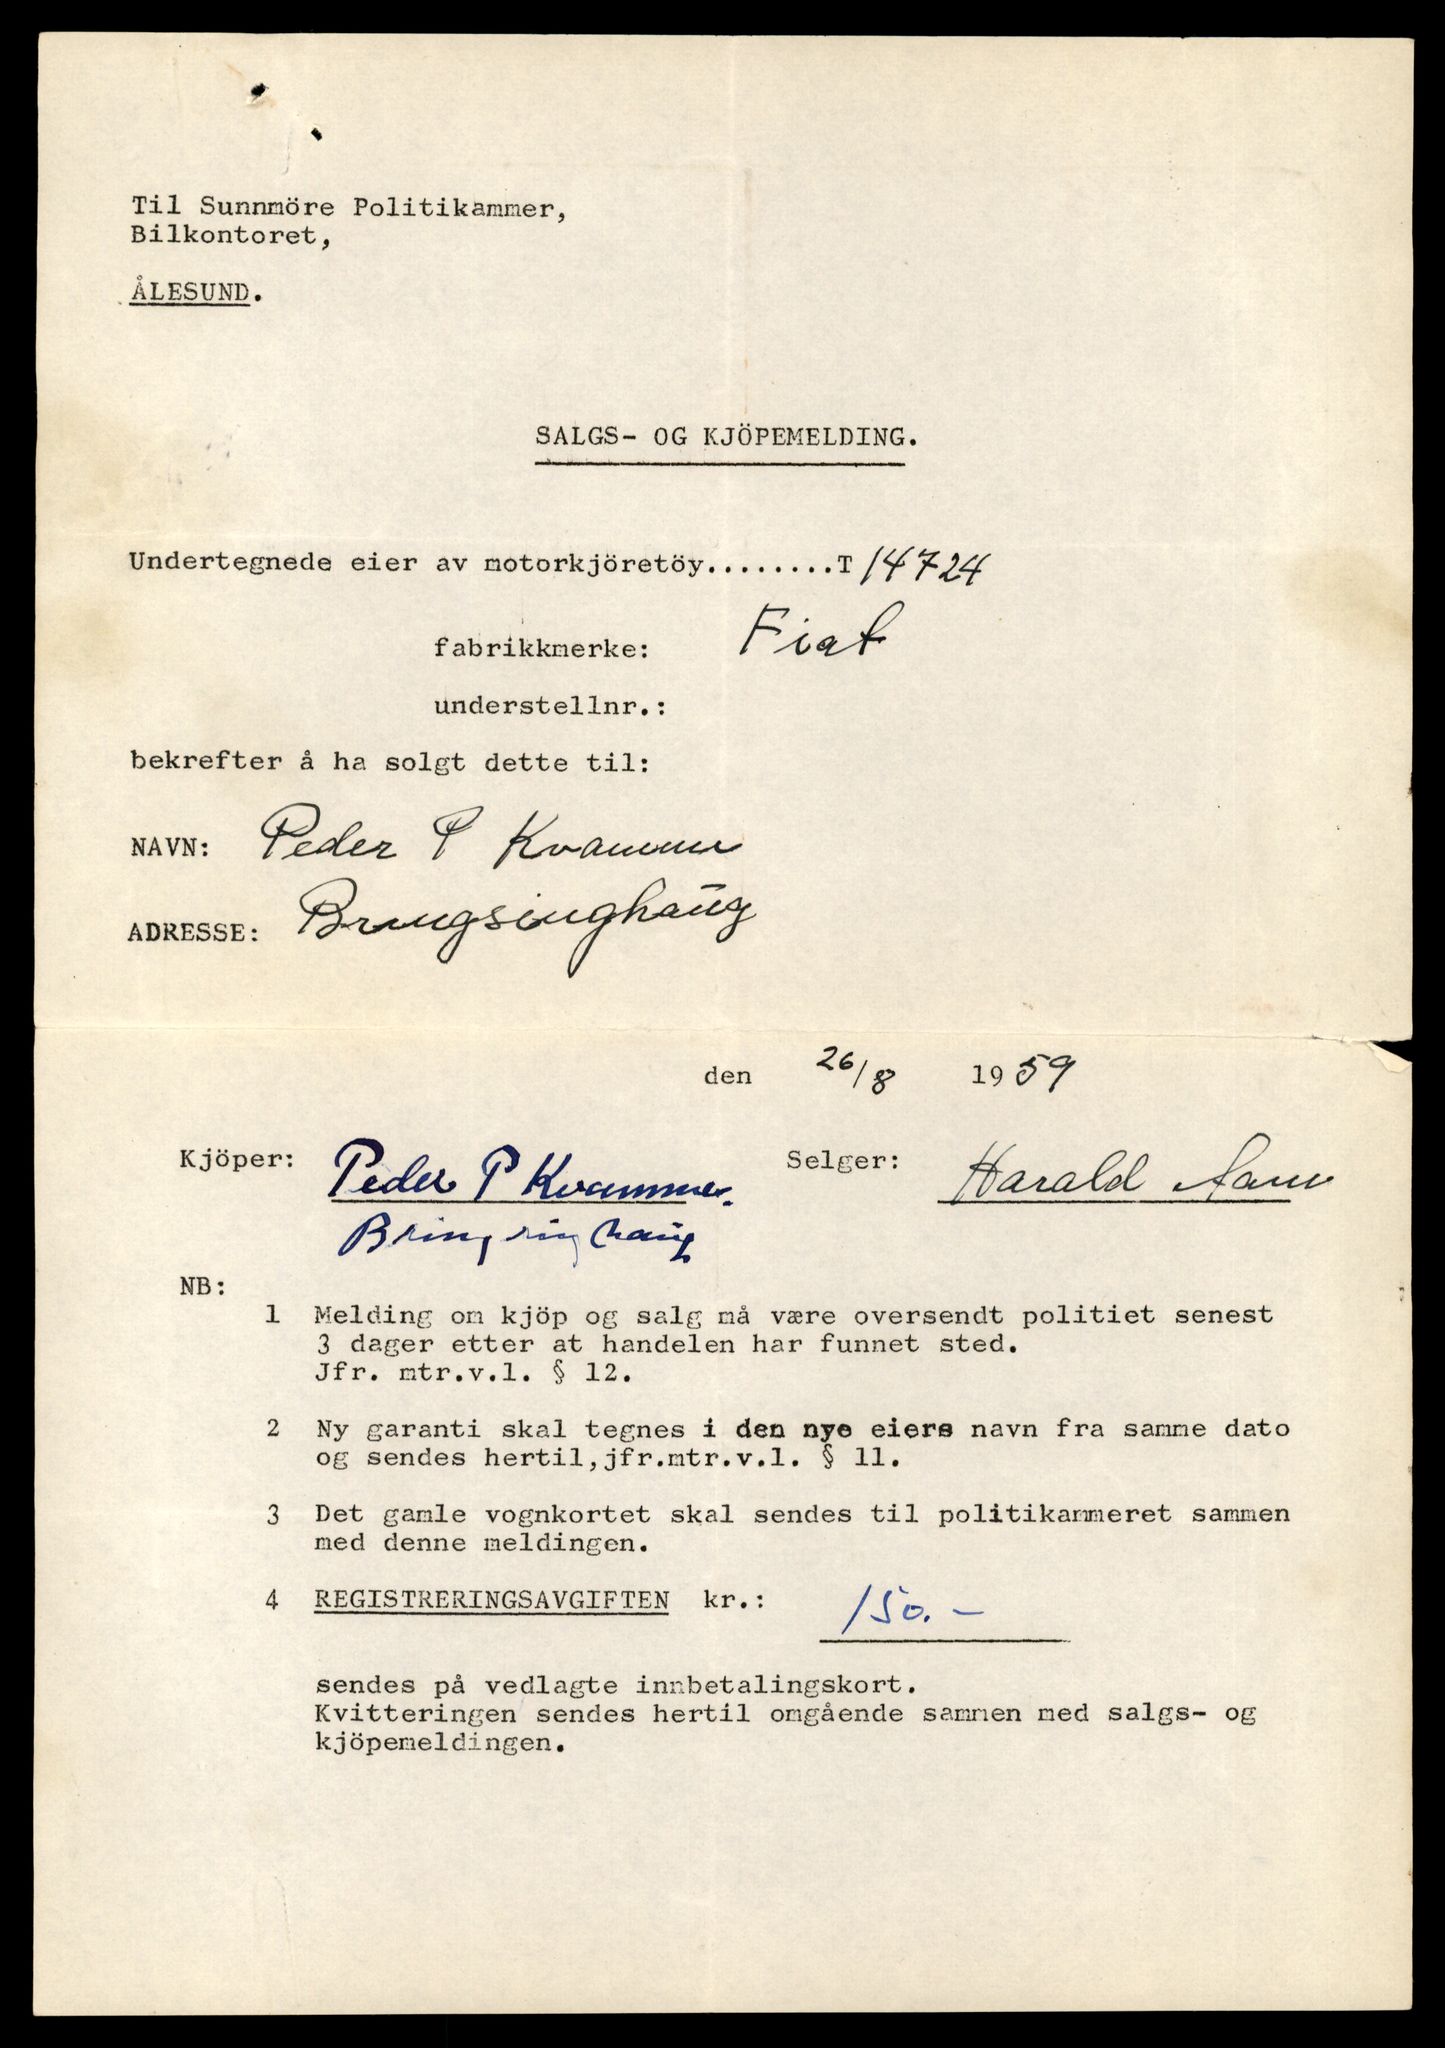 Til Sunnmöre Politikammer,
Bilkontoret,
ÅLESUND.
SALGS- OG KJÖPEMELDING.
Undertegnede eier av motorkjöretöy........T 14724
fabrikkmerke: Fiat
understellnr.:
bekrefter å ha solgt dette til:
NAVN: Peder P Kvamme
ADRESSE: Bringsinghaug
den 26/8 1959
Kjöper: Peder P Kvamme. Selger: Harald
Bringsinghaug
NB:
1 Melding om kjöp og salg må være oversendt politiet senest
3 dager etter at handelen har funnet sted.
Jfr. mtr.v.l. § 12.
2 Ny garanti skal tegnes i den nye eiers navn fra samme dato
og sendes hertil,jfr.mtr.v.l. § 11.
3 Det gamle vognkortet skal sendes til politikammeret sammen
med denne meldingen.
4 REGISTRERINGSAVGIFTEN kr.: 150.-
sendes på vedlagte innbetalingskort.
Kvitteringen sendes hertil omgående sammen med salgs- og
kjöpemeldingen.